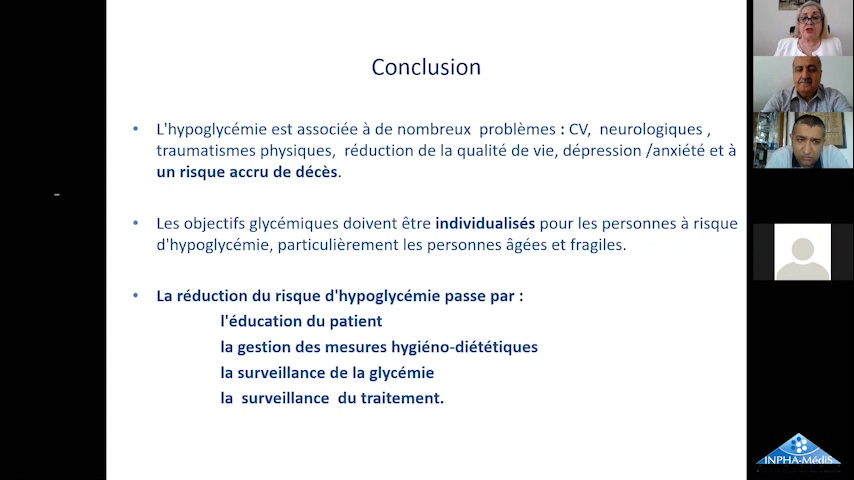 Conclusion
• L'hypoglycémie est associée à de nombreux problèmes : CV, neurologiques ,
traumatismes physiques, réduction de la qualité de vie, dépression /anxiété et à
un risque accru de décès.
• Les objectifs glycémiques doivent être individualisés pour les personnes à risque
d'hypoglycémie, particulièrement les personnes âgées et fragiles.
• La réduction du risque d'hypoglycémie passe par :
l'éducation du patient
la gestion des mesures hygiéno-diététiques
la surveillance de la glycémie
la surveillance du traitement.
INPHA-MédiS